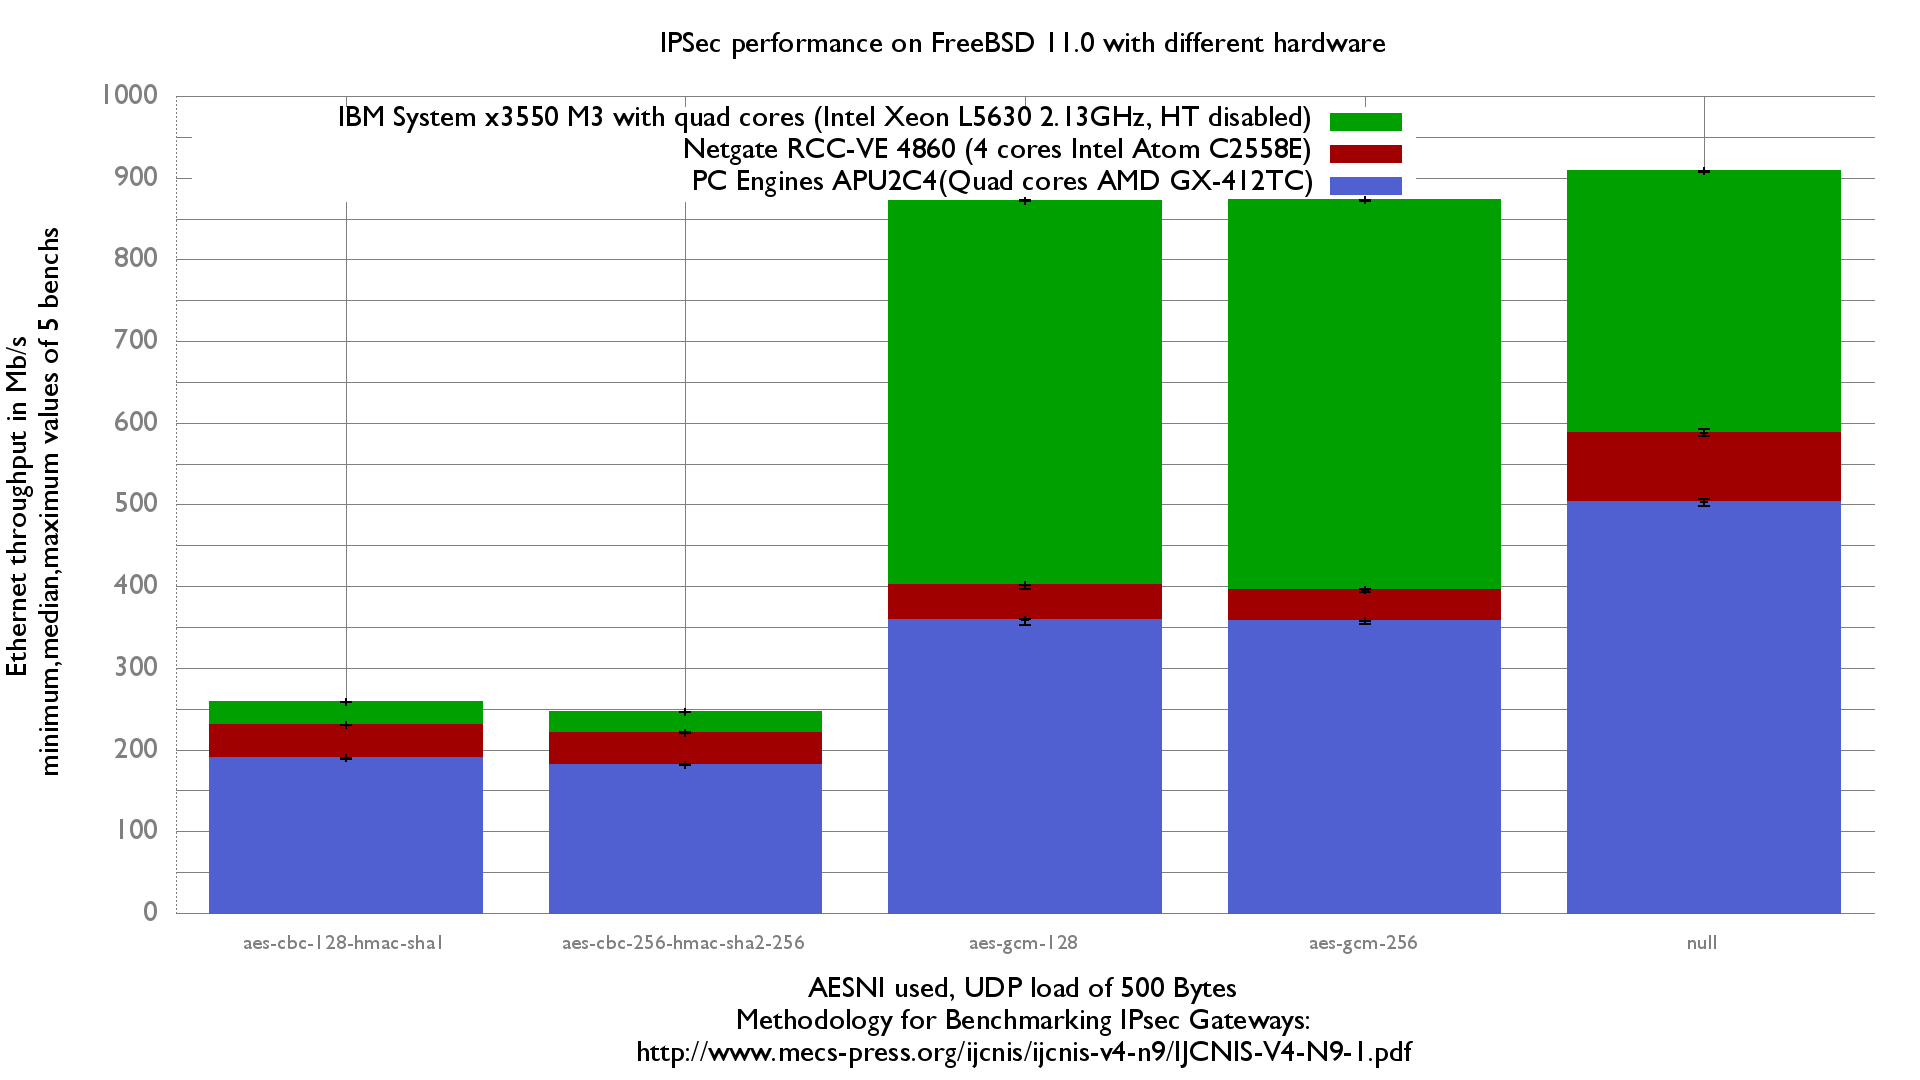 IPSec performance on FreeBSD 11.0 with different hardware
IBM System x3550 M3 with quad cores (Intel Xeon L5630 2.13GHz, HT disabled)
Netgate RCC-VE 4860 (4 cores Intel Atom C2558E)
PC Engines APU2C4(Quad cores AMD GX-412TC)
Ethernet throughput in Mb/s
minimum,median,maximum values of 5 benchs
1000
900
800
700
600
500
400
300
200
100
0
aes-cbc-128-hmac-sha1
aes-cbc-256-hmac-sha2-256
aes-gcm-128
aes-gcm-256
null
AESNI used, UDP load of 500 Bytes
Methodology for Benchmarking IPsec Gateways:
http://www.mecs-press.org/ijcnis/ijcnis-v4-n9/IJCNIS-V4-N9-1.pdf